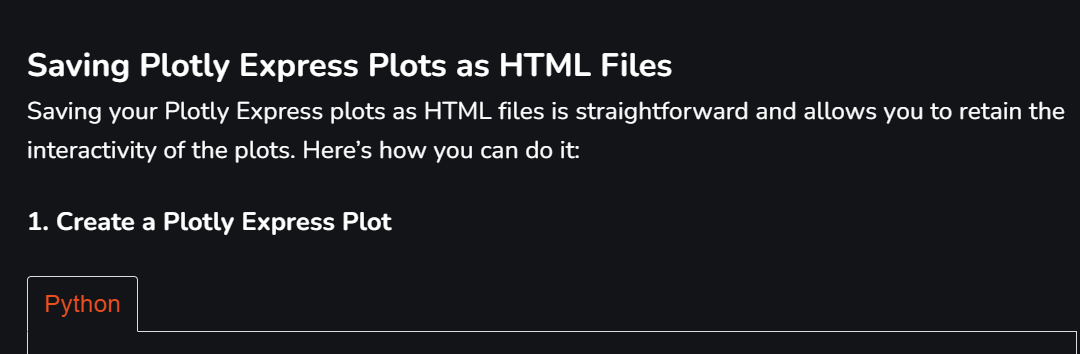 Saving Plotly Express Plots as HTML Files
Saving your Plotly Express plots as HTML files is straightforward and allows you to retain the
interactivity of the plots. Here’s how you can do it:
1. Create a Plotly Express Plot
Python